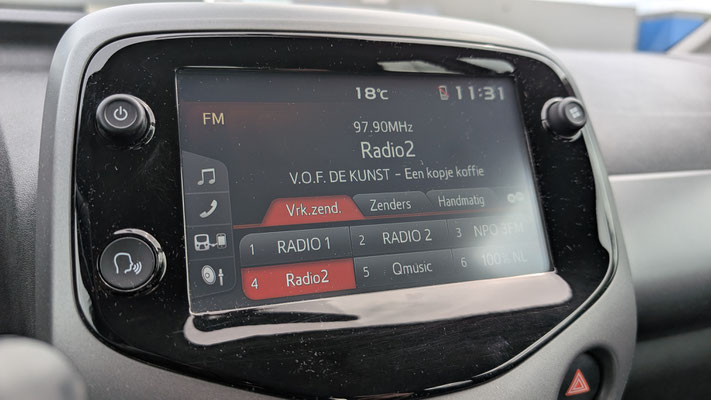 18°C 11:31
FM
97.90MHz
Radio2
V.O.F. DE KUNST - Een kopje koffie
Vrk.zend. Zenders Handmatig
1 RADIO 1 2 RADIO 2 3 NPO 3FM
4 Radio2 5 Qmusic 6 100% NL